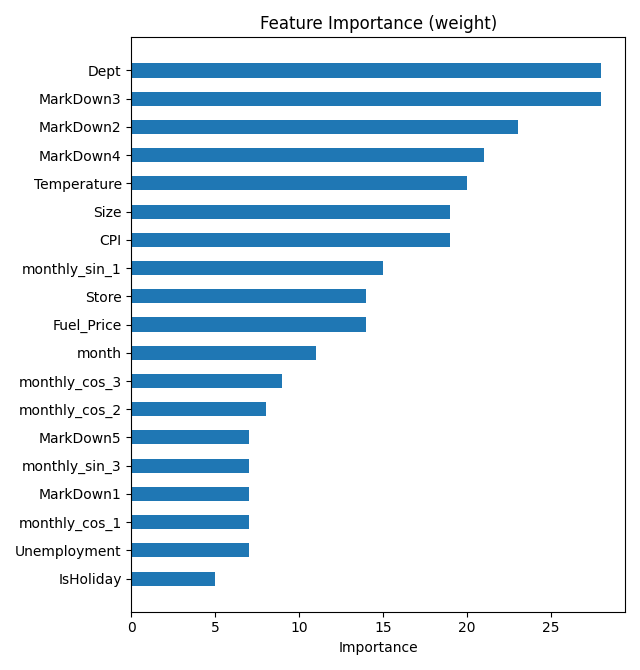 Feature Importance (weight)
Dept
MarkDown3
MarkDown2
MarkDown4
Temperature
Size
CPI
monthly_sin_1
Store
Fuel_Price
month
monthly_cos_3
monthly_cos_2
MarkDown5
monthly_sin_3
MarkDown1
monthly_cos_1
Unemployment
IsHoliday
0 5 10 15 20 25
Importance